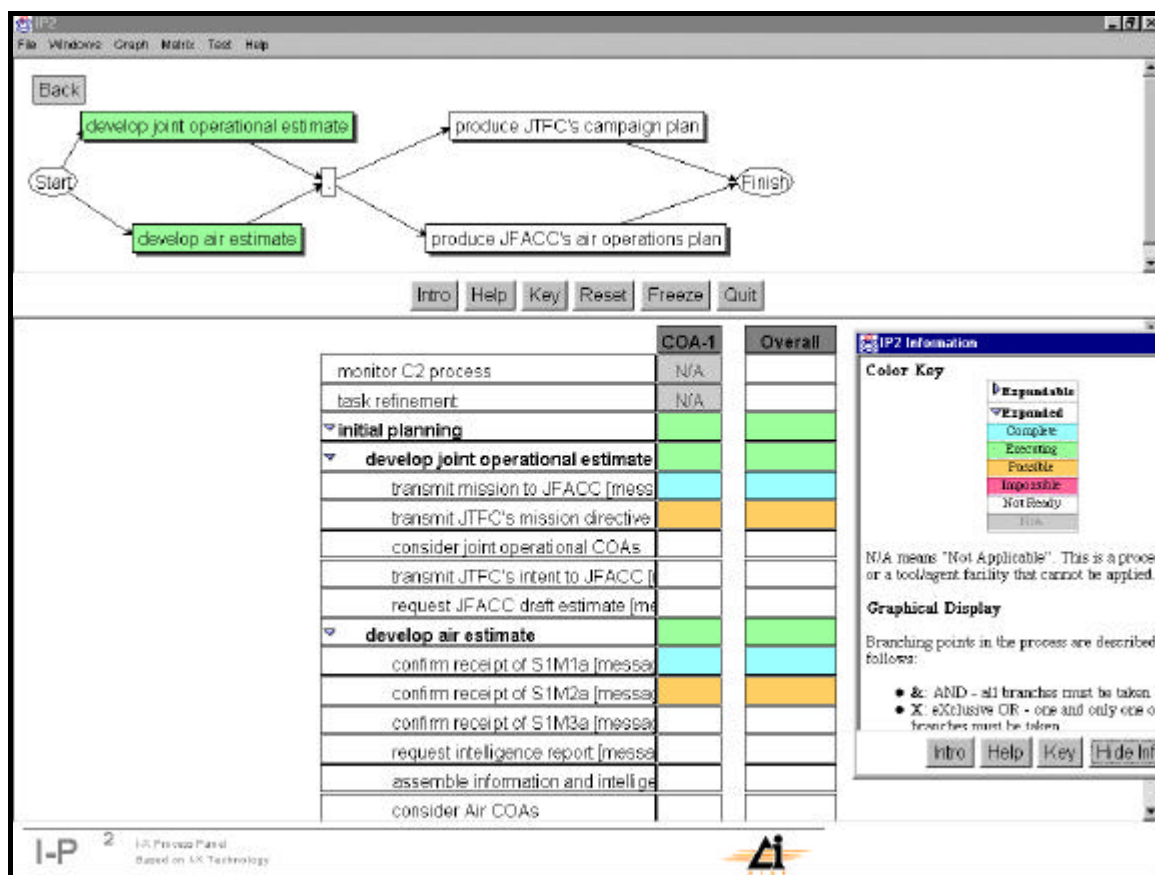 IP2
File Windows Graph Matrix Test Help
Back
develop joint operational estimate
produce JTFC's campaign plan
Start
.
Finish
develop air estimate
produce JFACC's air operations plan
Intro Help Key Reset Freeze Quit
COA-1 Overall
monitor C2 process N/A
task refinement N/A
initial planning
develop joint operational estimate
transmit mission to JFACC [mess
transmit JTFC's mission directive
consider joint operational COAs
transmit JTFC's intent to JFACC [
request JFACC draft estimate [me
develop air estimate
confirm receipt of S1M1a [messag
confirm receipt of S1M2a [messag
confirm receipt of S1M3a [messag
request intelligence report [messa
assemble information and intellige
consider Air COAs
IP2 Information
Color Key
Expandable
Expanded
Complete
Executing
Possible
Impossible
Not Ready
N/A
N/A means "Not Applicable". This is a proce
or a tool/agent facility that cannot be applied.
Graphical Display
Branching points in the process are described
follows:
• &: AND - all branches must be taken.
• X: eXclusive OR - one and only one o
branches must be taken
Intro Help Key Hide Inf
I-P 2
I-X Process Panel
Based on I-X Technology
Ai